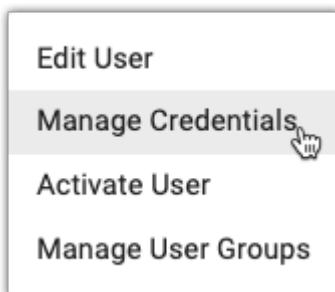 Edit User
Manage Credentials
Activate User
Manage User Groups